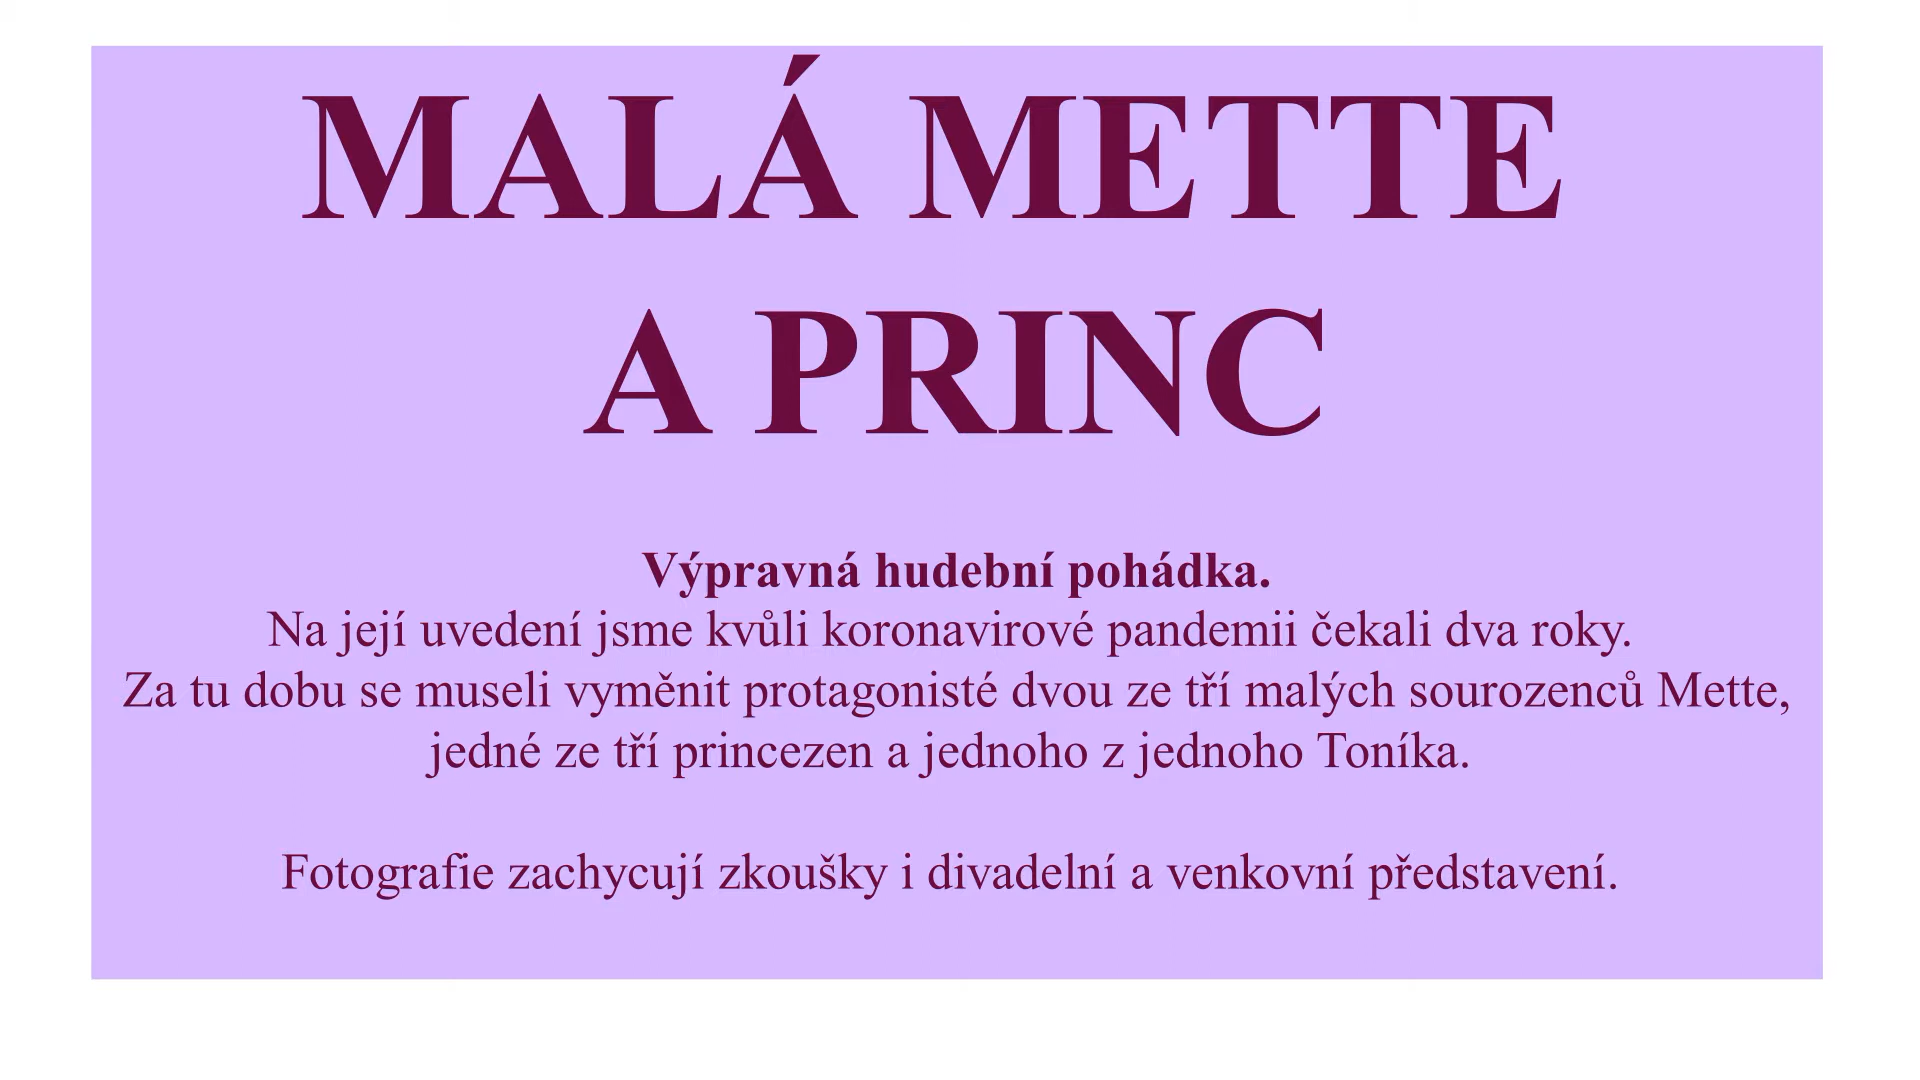 MALÁ METTE
A PRINC
Výpravná hudební pohádka.
Na její uvedení jsme kvůli koronavirové pandemii čekali dva roky.
Za tu dobu se museli vyměnit protagonisté dvou ze tří malých sourozenců Mette,
jedné ze tří princezen a jednoho z jednoho Toníka.
Fotografie zachycují zkoušky i divadelní a venkovní představení.